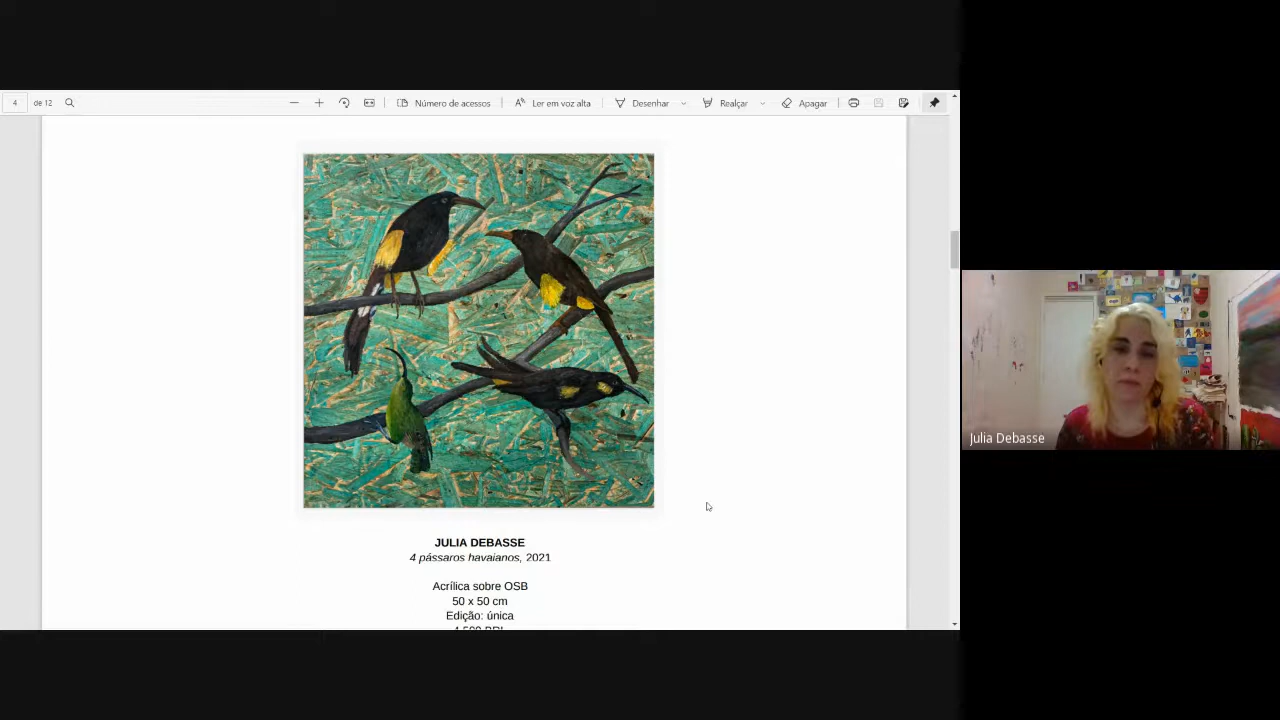 4 de 12 Número de acessos Ler em voz alta Desenhar Realçar Apagar
JULIA DEBASSE
4 pássaros havaianos, 2021
Acrílica sobre OSB
50 x 50 cm
Edição: única
Julia Debasse